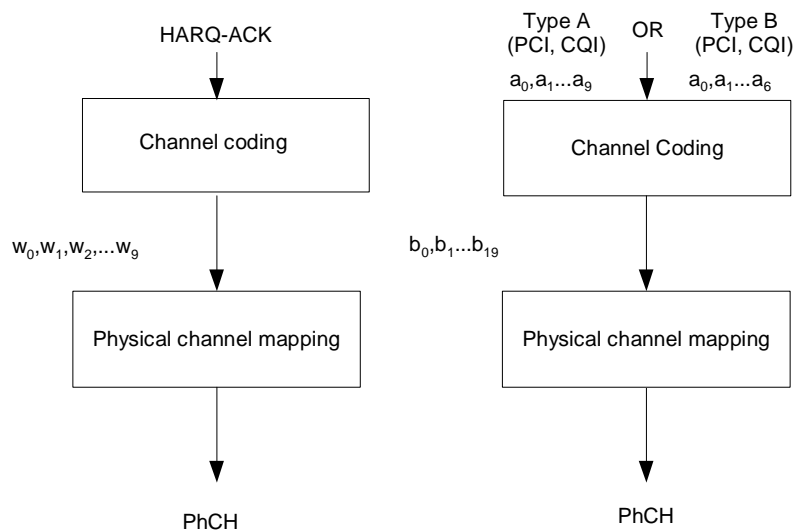 HARQ-ACK
Channel coding
w0,w1,w2,...w9
Physical channel mapping
PhCH
Type A
(PCI, CQI)
OR
Type B
(PCI, CQI)
a0,a1...a9
a0,a1...a6
Channel Coding
b0,b1...b19
Physical channel mapping
PhCH